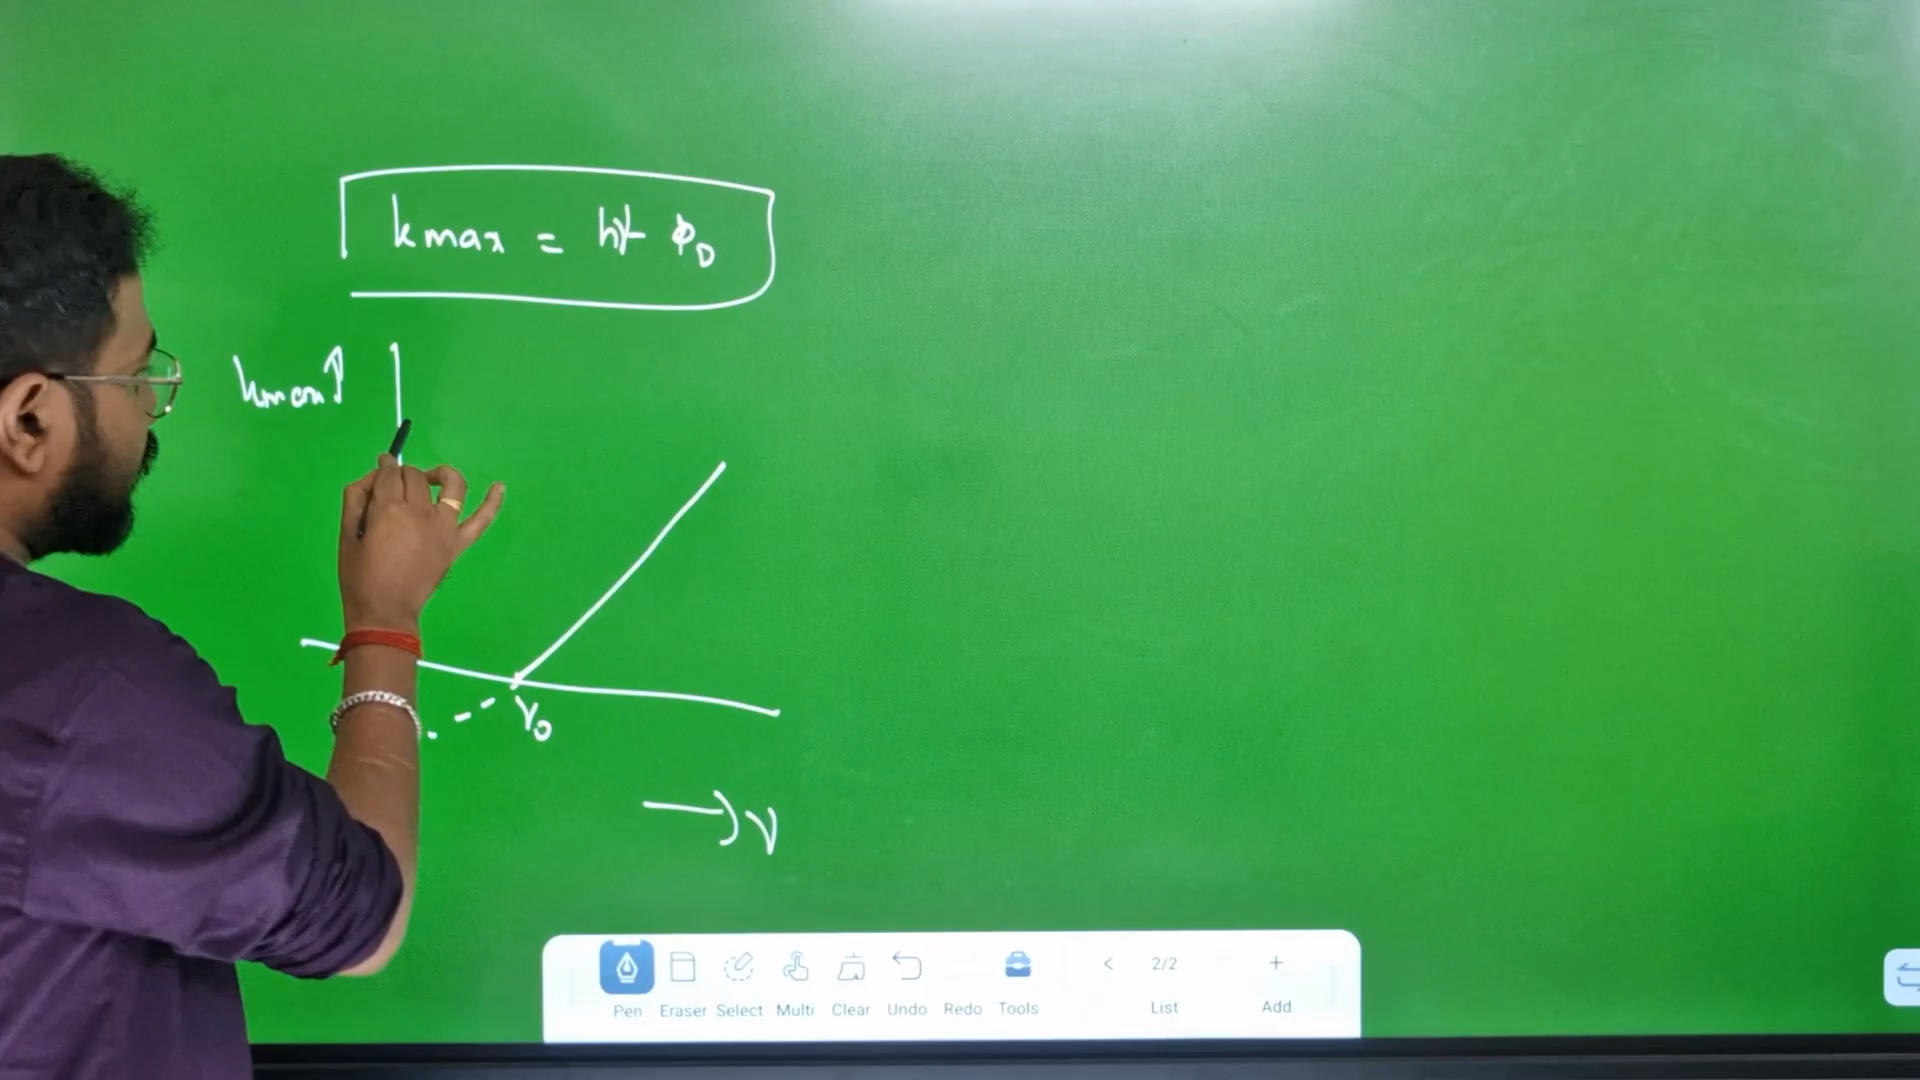 kmax = hν - ϕ₀
kmax ↑
ν₀
→ ν
Pen Eraser Select Multi Clear Undo Redo Tools < 2/2 List + Add